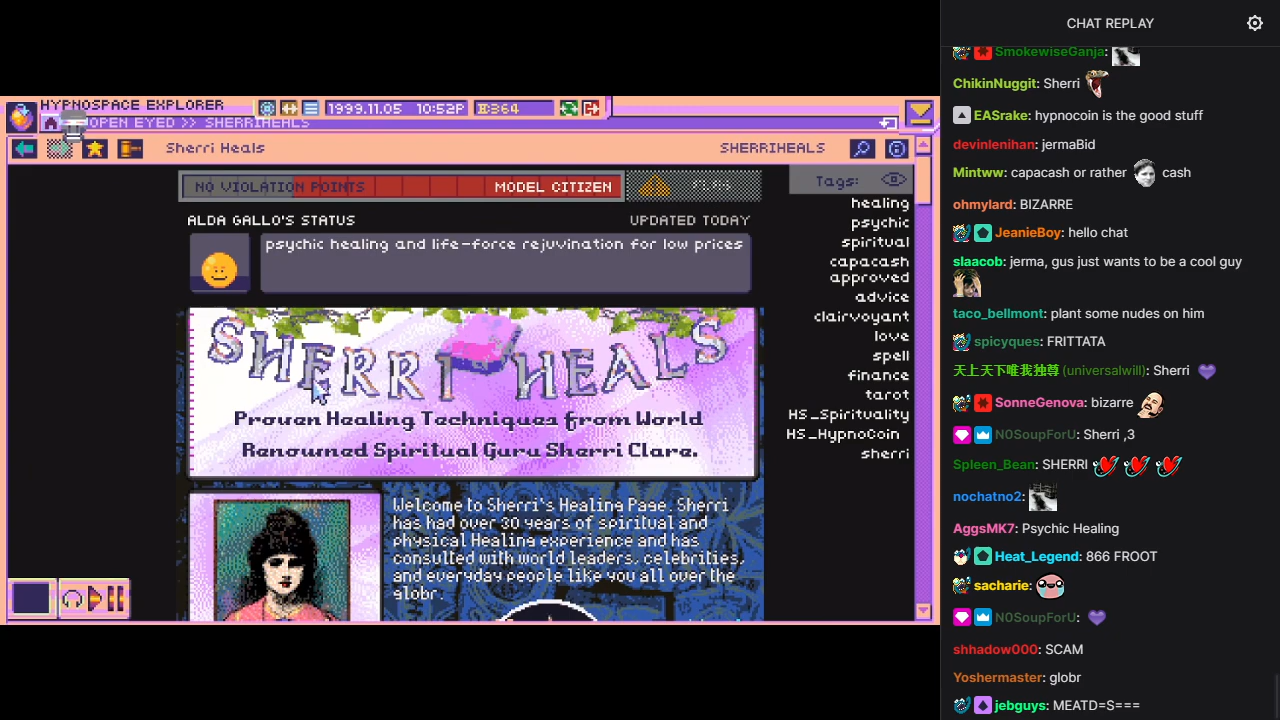 HYPNOSPACE EXPLORER
1999.11.05 10:52P
364
OPEN EYED >> SHERRIHEALS
Sherri Heals
SHERRIHEALS
NO VIOLATION POINTS
MODEL CITIZEN
FLAG
Tags:
ALDA GALLO'S STATUS
UPDATED TODAY
psychic healing and life-force rejuvination for low prices
healing
psychic
spiritual
capacash
approved
advice
clairvoyant
love
spell
finance
tarot
HS_Spirituality
HS_HypnoCoin
sherri
SHERRI HEALS
Proven Healing Techniques from World
Renowned Spiritual Guru Sherri Clare.
Welcome to Sherri's Healing Page. Sherri
has had over 30 years of spiritual and
physical Healing experience and has
consulted with world leaders, celebrities,
and everyday people like you all over the
globr.
CHAT REPLAY
SmokewiseGanja:
ChikinNuggit: Sherri
EASrake: hypnocoin is the good stuff
devinlenihan: jermaBid
Mintww: capacash or rather cash
ohmylard: BIZARRE
JeanieBoy: hello chat
slaacob: jerma, gus just wants to be a cool guy
taco_bellmont: plant some nudes on him
spicyques: FRITTATA
天上天下唯我独尊 (universalwill): Sherri
SonneGenova: bizarre
N0SoupForU: Sherri ,3
Spleen_Bean: SHERRI
nochatno2:
AggsMK7: Psychic Healing
Heat_Legend: 866 FROOT
sacharie:
N0SoupForU:
shhadow000: SCAM
Yoshermaster: globr
jebguys: MEATD=S===